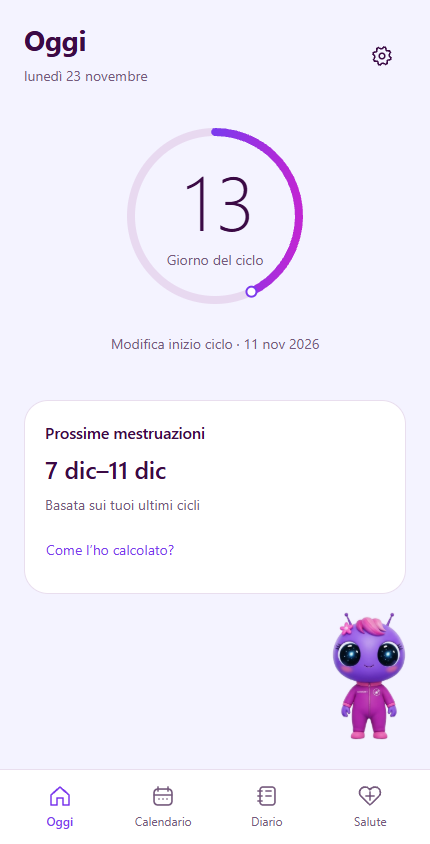 Oggi
lunedì 23 novembre
13
Giorno del ciclo
Modifica inizio ciclo · 11 nov 2026
Prossime mestruazioni
7 dic–11 dic
Basata sui tuoi ultimi cicli
Come l’ho calcolato?
Oggi
Calendario
Diario
Salute